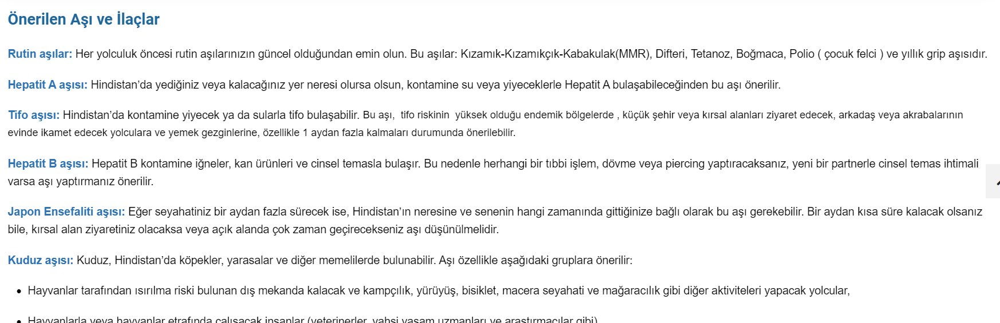 Önerilen Aşı ve İlaçlar
Rutin aşılar: Her yolculuk öncesi rutin aşılarınızın güncel olduğundan emin olun. Bu aşılar: Kızamık-Kızamıkçık-Kabakulak(MMR), Difteri, Tetanoz, Boğmaca, Polio ( çocuk felci ) ve yıllık grip aşısıdır.
Hepatit A aşısı: Hindistan’da yediğiniz veya kalacağınız yer neresi olursa olsun, kontamine su veya yiyeceklerle Hepatit A bulaşabileceğinden bu aşı önerilir.
Tifo aşısı: Hindistan’da kontamine yiyecek ya da sularla tifo bulaşabilir. Bu aşı,  tifo riskinin  yüksek olduğu endemik bölgelerde , küçük şehir veya kırsal alanları ziyaret edecek, arkadaş veya akrabalarının
evinde ikamet edecek yolculara ve yemek gezginlerine, özellikle 1 aydan fazla kalmaları durumunda önerilebilir.
Hepatit B aşısı: Hepatit B kontamine iğneler, kan ürünleri ve cinsel temasla bulaşır. Bu nedenle herhangi bir tıbbi işlem, dövme veya piercing yaptıracaksanız, yeni bir partnerle cinsel temas ihtimali
varsa aşı yaptırmanız önerilir.
Japon Ensefaliti aşısı: Eğer seyahatiniz bir aydan fazla sürecek ise, Hindistan’ın neresine ve senenin hangi zamanında gittiğinize bağlı olarak bu aşı gerekebilir. Bir aydan kısa süre kalacak olsanız
bile, kırsal alan ziyaretiniz olacaksa veya açık alanda çok zaman geçirecekseniz aşı düşünülmelidir.
Kuduz aşısı: Kuduz, Hindistan’da köpekler, yarasalar ve diğer memelilerde bulunabilir. Aşı özellikle aşağıdaki gruplara önerilir:
• Hayvanlar tarafından ısırılma riski bulunan dış mekanda kalacak ve kampçılık, yürüyüş, bisiklet, macera seyahati ve mağaracılık gibi diğer aktiviteleri yapacak yolcular,
• Hayvanlarla veya hayvanlar etrafında çalışacak insanlar (veterinerler, vahşi yaşam uzmanları ve araştırmacılar gibi)